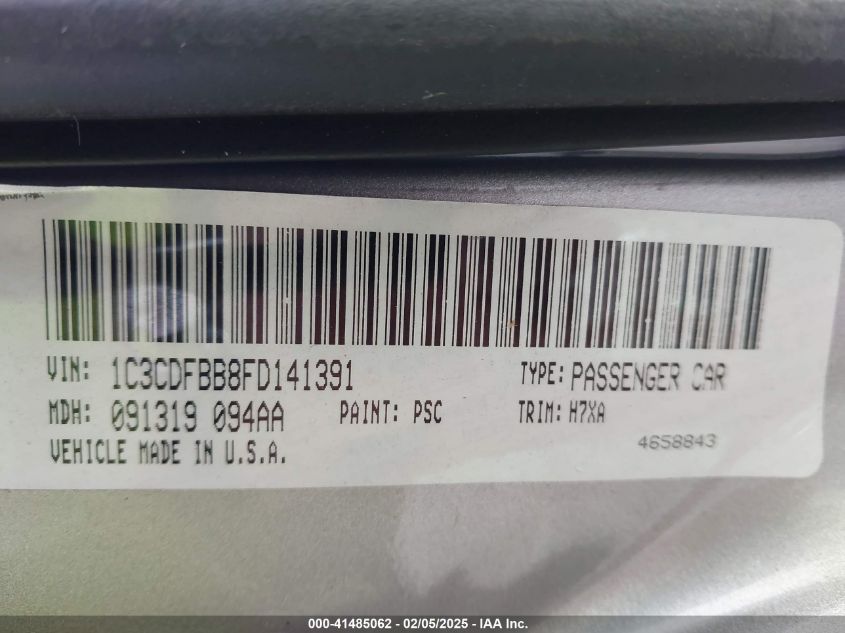 VIN: 1C3CDFBB8FD141391 TYPE: PASSENGER CAR
MDH: 091319 094AA PAINT: PSC TRIM: H7XA
VEHICLE MADE IN U.S.A. 4658843
000-41485062 - 02/05/2025 - IAA Inc.